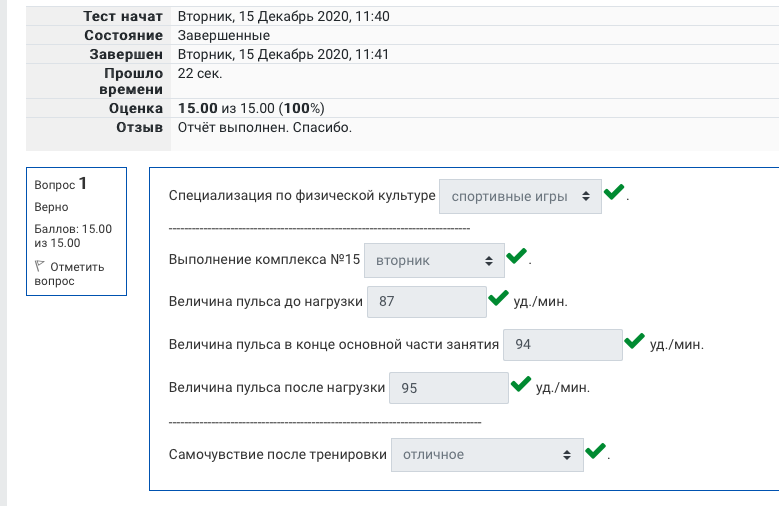 Тест начат Вторник, 15 Декабрь 2020, 11:40
Состояние Завершенные
Завершен Вторник, 15 Декабрь 2020, 11:41
Прошло времени 22 сек.
Оценка 15.00 из 15.00 (100%)
Отзыв Отчёт выполнен. Спасибо.
Вопрос 1
Верно
Баллов: 15.00
из 15.00
Отметить
вопрос
Специализация по физической культуре спортивные игры .
-----------------------------------------------------------------------------
Выполнение комплекса №15 вторник .
Величина пульса до нагрузки 87 уд./мин.
Величина пульса в конце основной части занятия 94 уд./мин.
Величина пульса после нагрузки 95 уд./мин.
--------------------------------------------------------------------------------
Самочувствие после тренировки отличное .